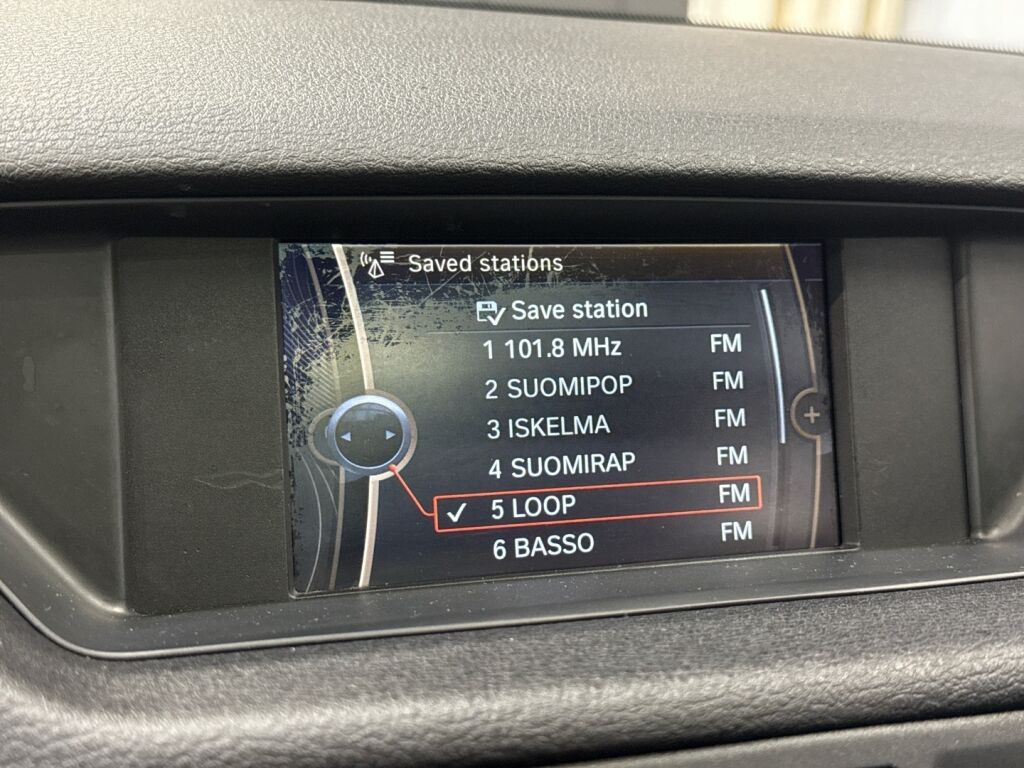 Saved stations
Save station
1 101.8 MHz FM
2 SUOMIPOP FM
3 ISKELMA FM
4 SUOMIRAP FM
5 LOOP FM
6 BASSO FM